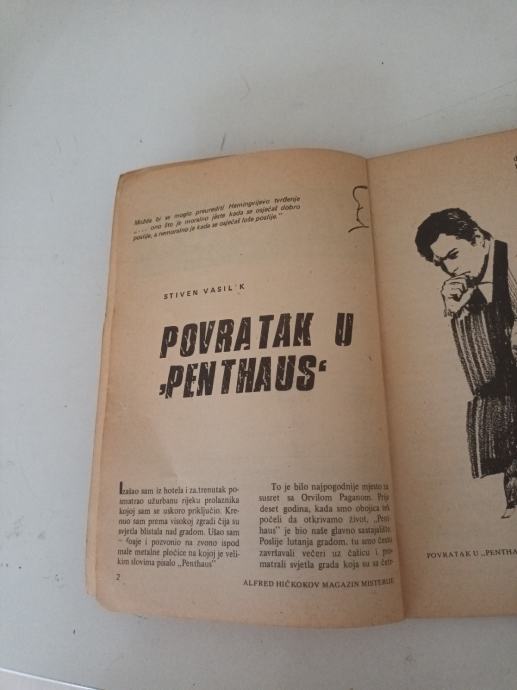 Možda bi se moglo preurediti Hemingvijevo tvrđenje
„... ono što je moralno jeste kada se osjećaš dobro
poslije, a nemoralno je kada se osjećaš loše poslije."
STIVEN VASIL'K
POVRATAK U
‚PENTHAUS‘
Izašao sam iz hotela i za trenutak po-
smatrao užurbanu rijeku prolaznika
kojoj sam se uskoro priključio. Kre-
nuo sam prema visokoj zgradi čija su
svjetla blistala nad gradom. Ušao sam
i pozvonio na zvono ispod
male metalne pločice na kojoj je veli-
kim slovima pisalo „Penthaus"
To je bilo najpogodnije mjesto za
susret sa Orvilom Paganom. Prije
deset godina, kada smo obojica tek
počeli da otkrivamo život, „Pent-
haus" je bio naše glavno sastajalište.
Poslije lutanja gradom, tu smo često
završavali večeri uz čašicu i pro-
matrali svjetla grada koja su sa četr-
2
ALFRED HIČKOKOV MAGAZIN MISTERIJE
POVRATAK U „PENTHA